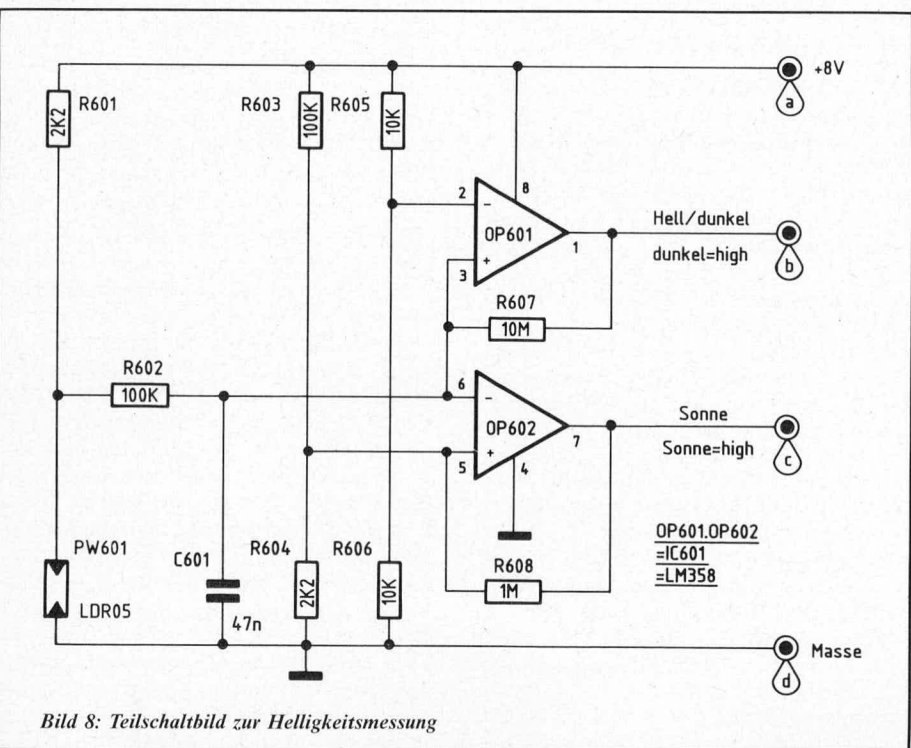 +8V
a
R601
2K2
R603
100K
R605
10K
2
−
8
OP601
1
+
3
Hell/dunkel
dunkel=high
b
R607
10M
R602
100K
6
−
OP602
7
+
5
4
Sonne
Sonne=high
c
OP601.OP602
=IC601
=LM358
PW601
LDR05
C601
47n
R604
2K2
R606
10K
R608
1M
Masse
d
Bild 8: Teilschaltbild zur Helligkeitsmessung